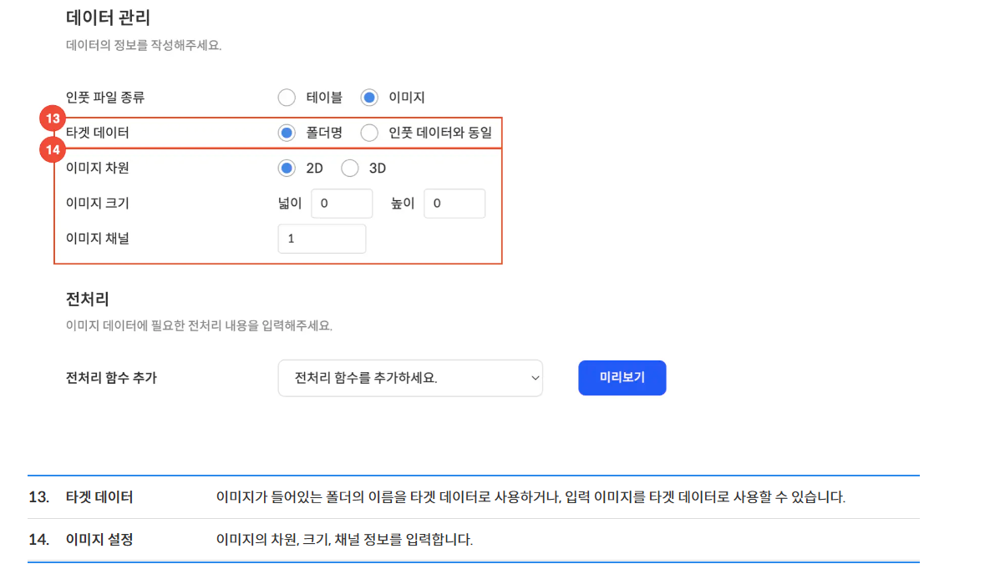 데이터 관리
데이터의 정보를 작성해주세요.
인풋 파일 종류 테이블 이미지
13
타겟 데이터 폴더명 인풋 데이터와 동일
14
이미지 차원 2D 3D
이미지 크기 넓이 0 높이 0
이미지 채널 1
전처리
이미지 데이터에 필요한 전처리 내용을 입력해주세요.
전처리 함수 추가 전처리 함수를 추가하세요. 미리보기
13. 타겟 데이터 이미지가 들어있는 폴더의 이름을 타겟 데이터로 사용하거나, 입력 이미지를 타겟 데이터로 사용할 수 있습니다.
14. 이미지 설정 이미지의 차원, 크기, 채널 정보를 입력합니다.